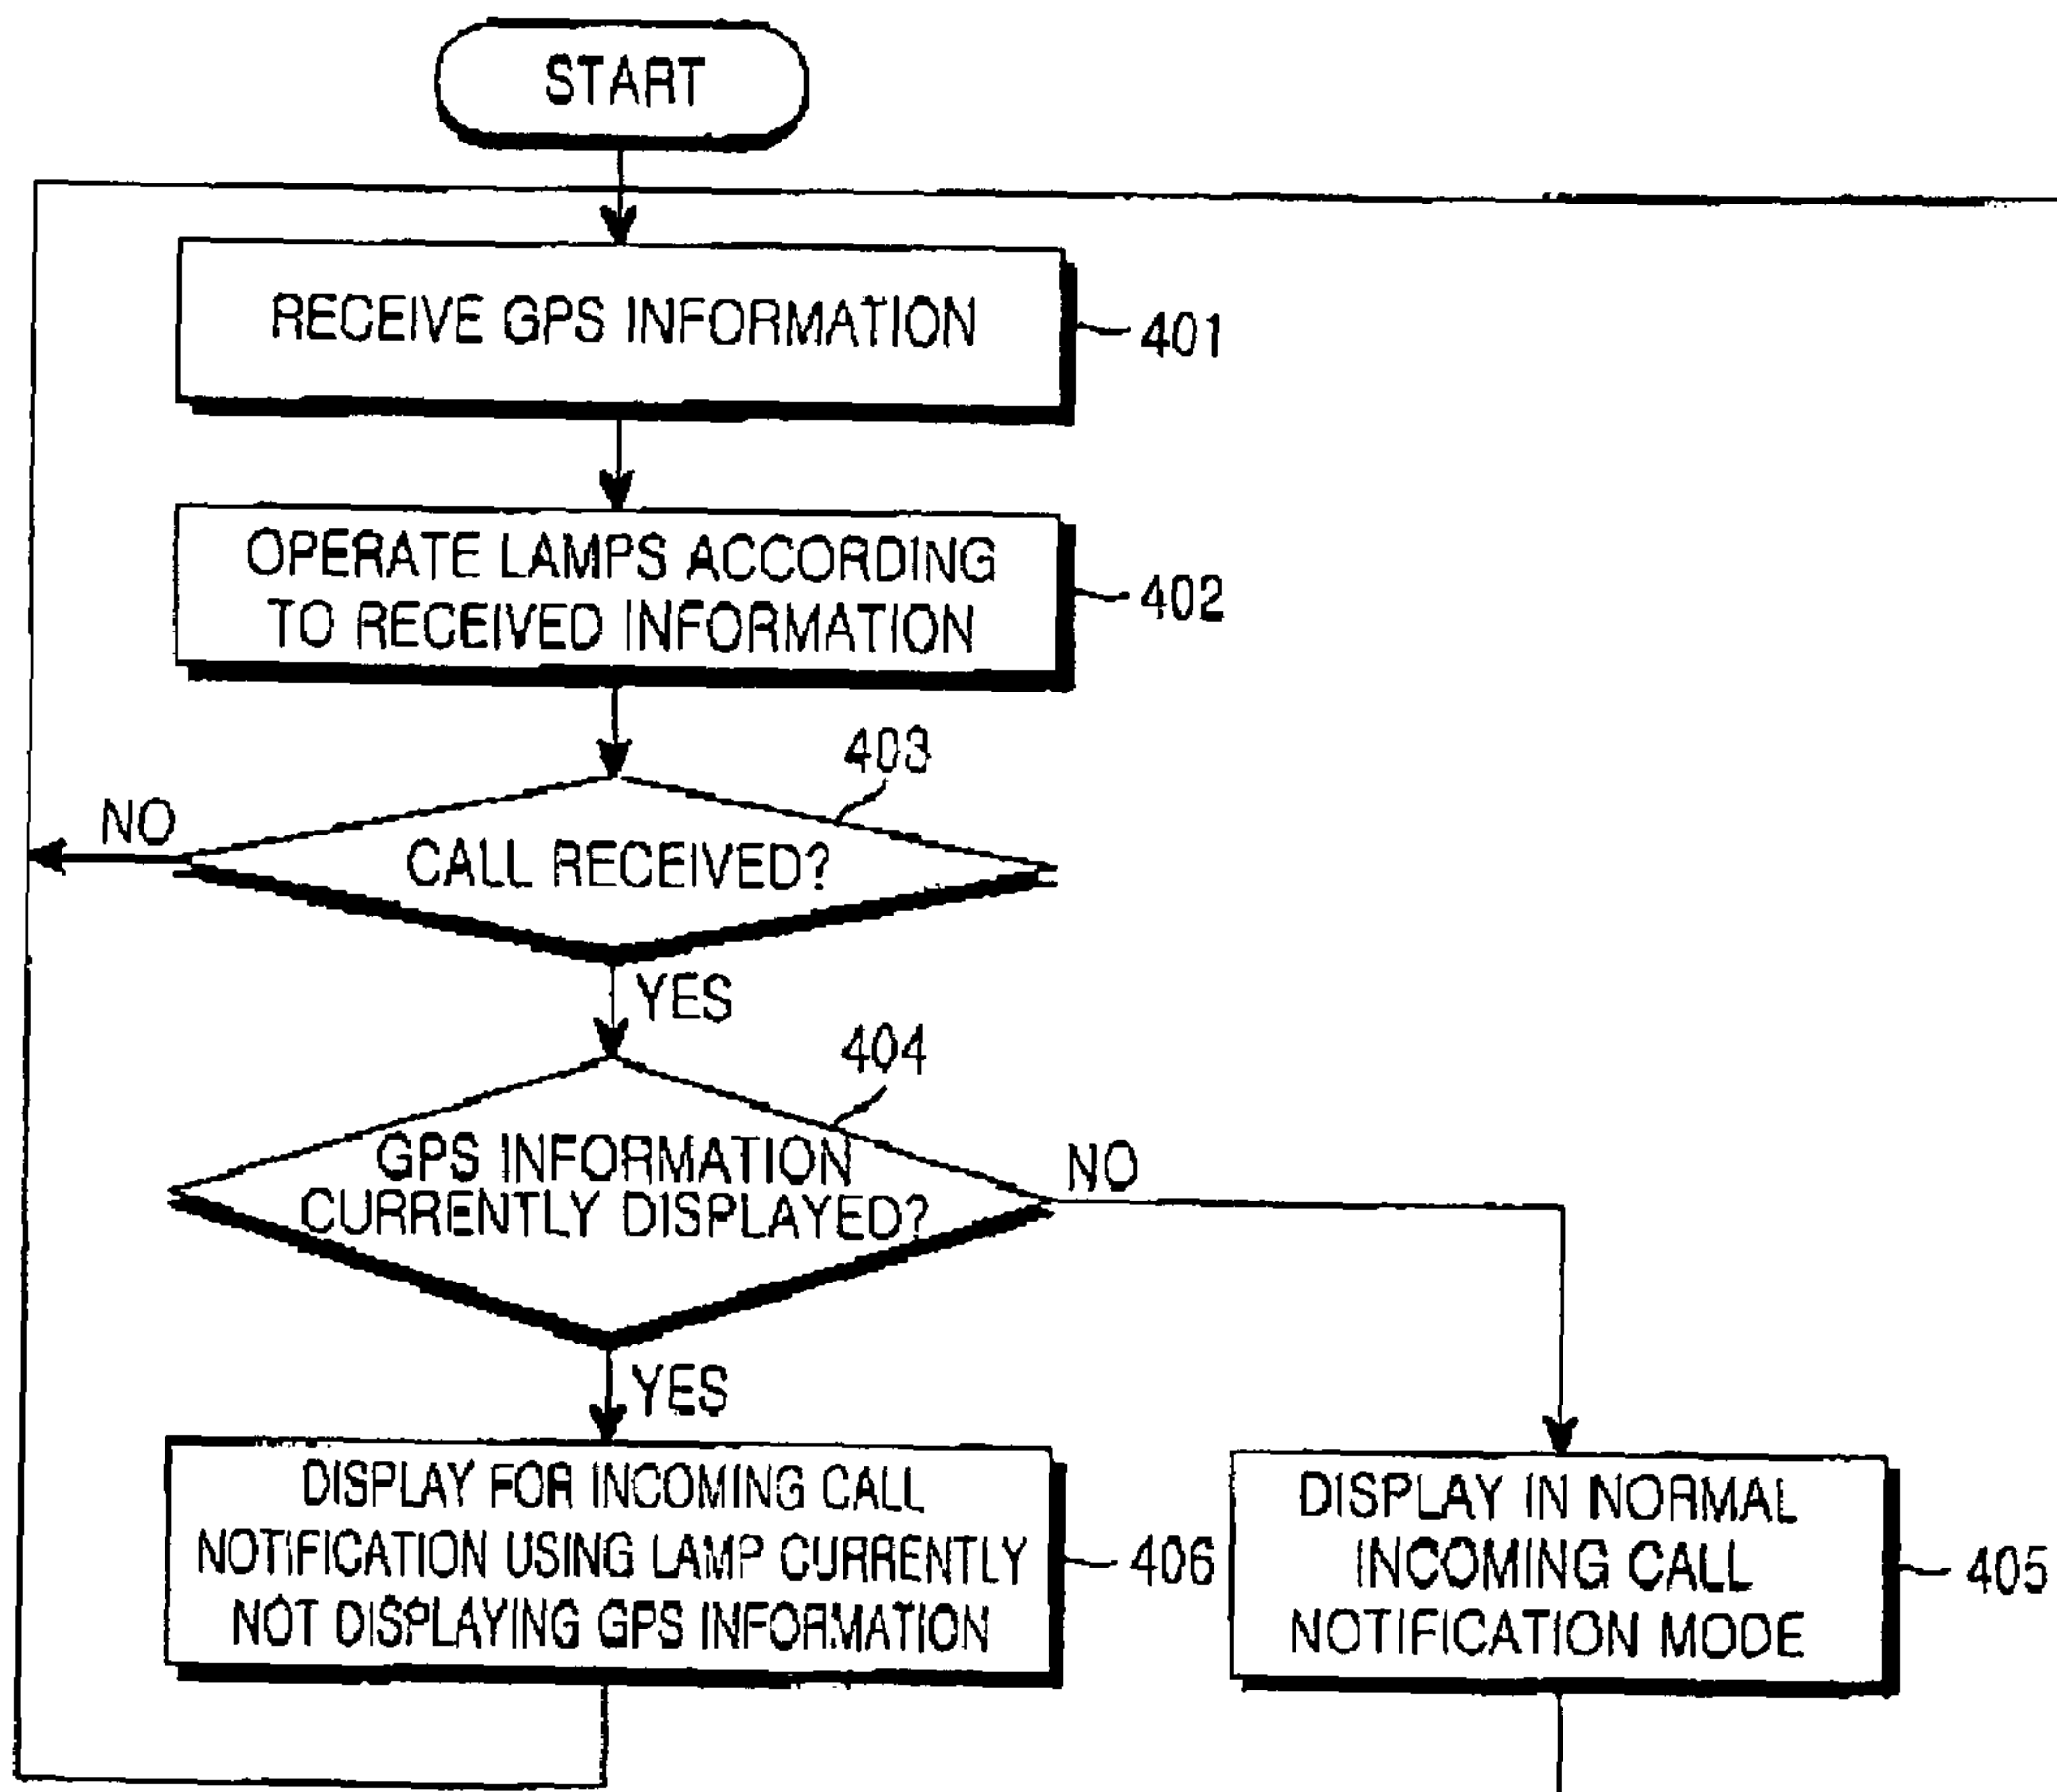 START
RECEIVE GPS INFORMATION
401
OPERATE LAMPS ACCORDING
TO RECEIVED INFORMATION
402
403
NO
CALL RECEIVED?
YES
404
GPS INFORMATION
CURRENTLY DISPLAYED?
NO
YES
DISPLAY FOR INCOMING CALL
NOTIFICATION USING LAMP CURRENTLY
NOT DISPLAYING GPS INFORMATION
406
DISPLAY IN NORMAL
INCOMING CALL
NOTIFICATION MODE
405